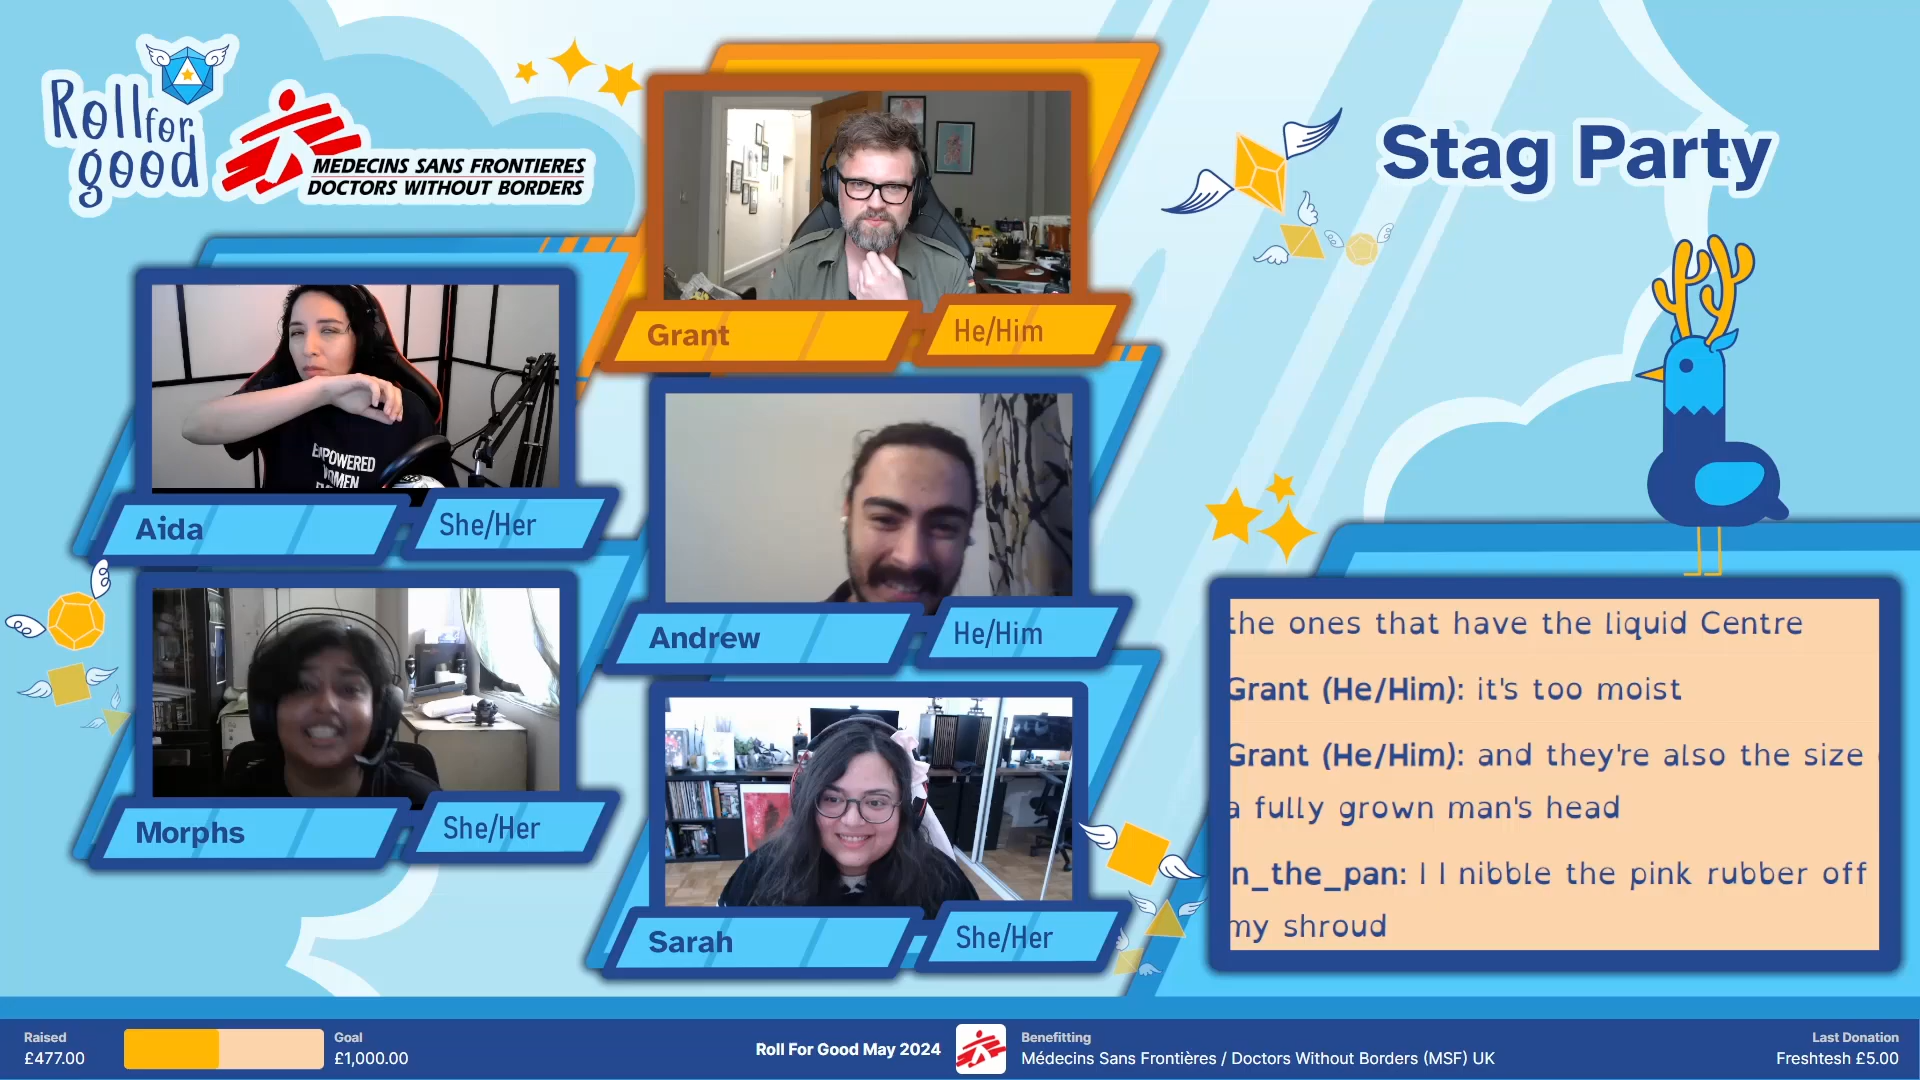 Roll for good
MEDECINS SANS FRONTIERES
DOCTORS WITHOUT BORDERS
Stag Party
Grant
He/Him
EMPOWERED
WOMEN
Aida
She/Her
Andrew
He/Him
Morphs
She/Her
Sarah
She/Her
the ones that have the liquid Centre
Grant (He/Him): it's too moist
Grant (He/Him): and they're also the size
a fully grown man's head
n_the_pan: I I nibble the pink rubber off
my shroud
Raised
£477.00
Goal
£1,000.00
Roll For Good May 2024
Benefitting
Médecins Sans Frontières / Doctors Without Borders (MSF) UK
Last Donation
Freshtesh £5.00